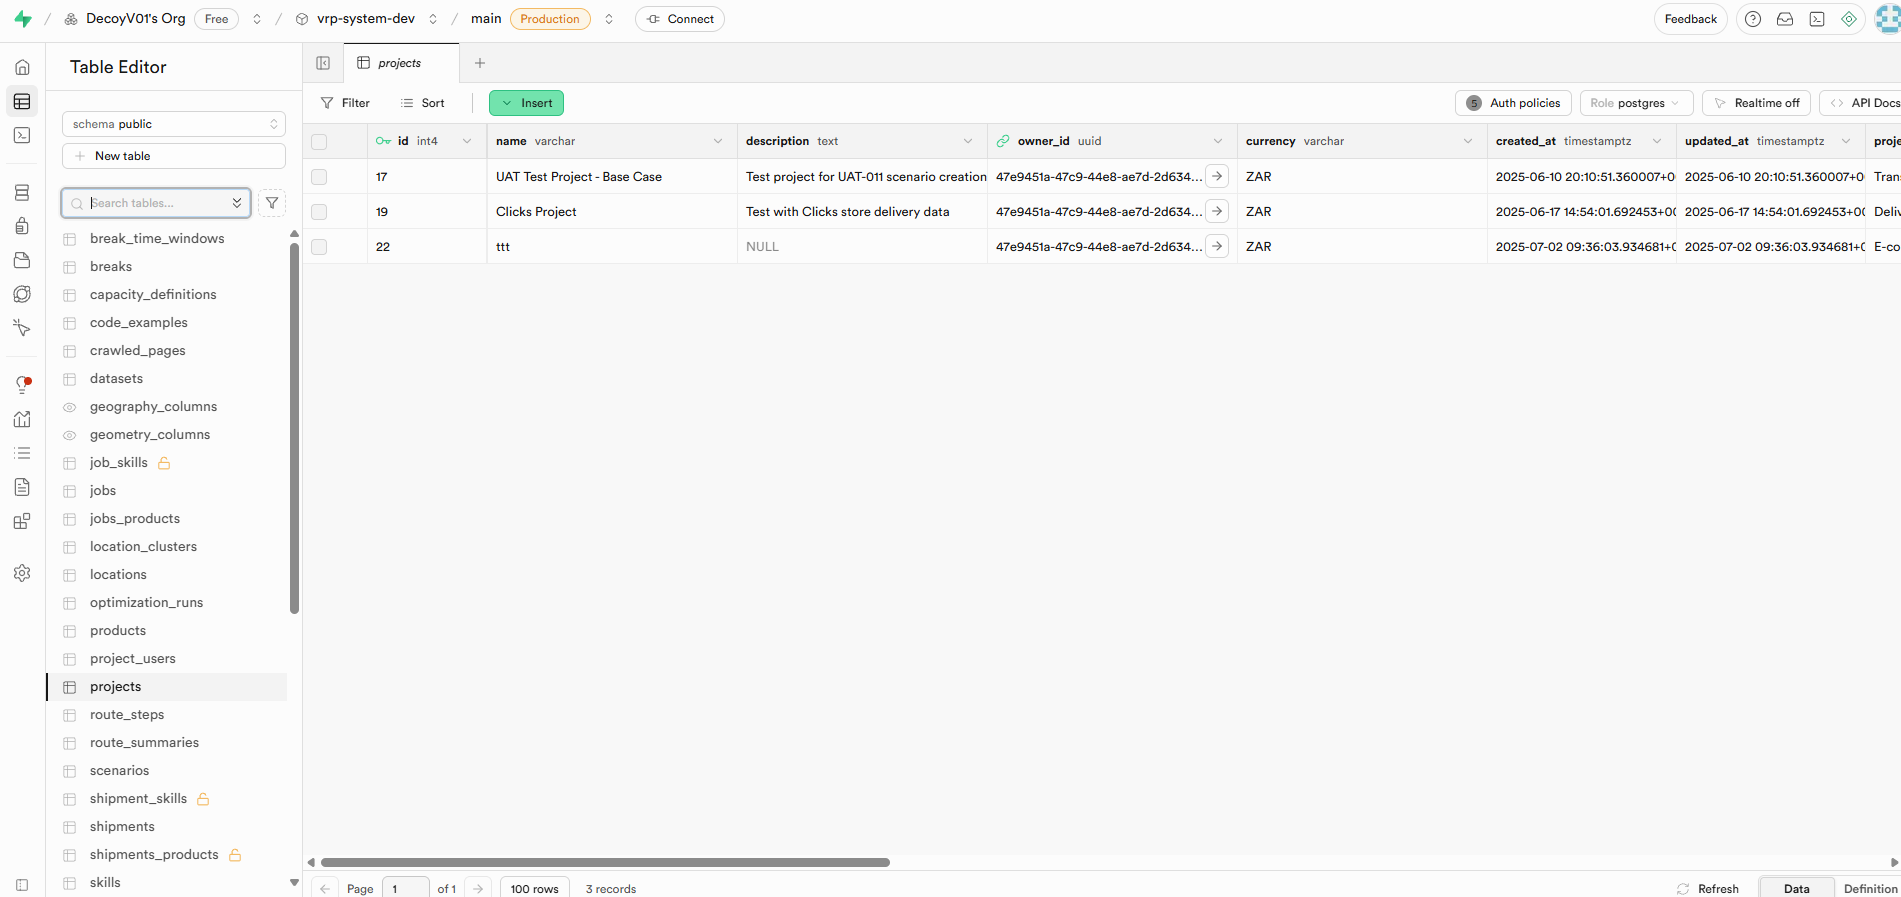 DecoyV01's Org Free vrp-system-dev main Production Connect Feedback
Table Editor
projects
Filter Sort Insert 5 Auth policies Role postgres Realtime off API Docs
schema public
New table
Search tables...
id int4 name varchar description text owner_id uuid currency varchar created_at timestamptz updated_at timestamptz proje
17 UAT Test Project - Base Case Test project for UAT-011 scenario creation 47e9451a-47c9-44e8-ae7d-2d634... ZAR 2025-06-10 20:10:51.360007+0 2025-06-10 20:10:51.360007+0 Tran
19 Clicks Project Test with Clicks store delivery data 47e9451a-47c9-44e8-ae7d-2d634... ZAR 2025-06-17 14:54:01.692453+00 2025-06-17 14:54:01.692453+00 Deliv
22 ttt NULL 47e9451a-47c9-44e8-ae7d-2d634... ZAR 2025-07-02 09:36:03.934681+0 2025-07-02 09:36:03.934681+0 E-co
break_time_windows
breaks
capacity_definitions
code_examples
crawled_pages
datasets
geography_columns
geometry_columns
job_skills
jobs
jobs_products
location_clusters
locations
optimization_runs
products
project_users
projects
route_steps
route_summaries
scenarios
shipment_skills
shipments
shipments_products
skills
Page 1 of 1 100 rows 3 records Refresh Data Definition